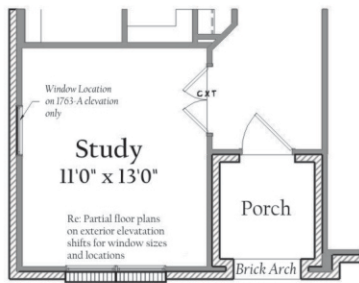 Window Location
on 1763-A elevation
only
CXT
Study
11'0" x 13'0"
Re: Partial floor plans
on exterior elevation
shifts for window sizes
and locations
Porch
Brick Arch